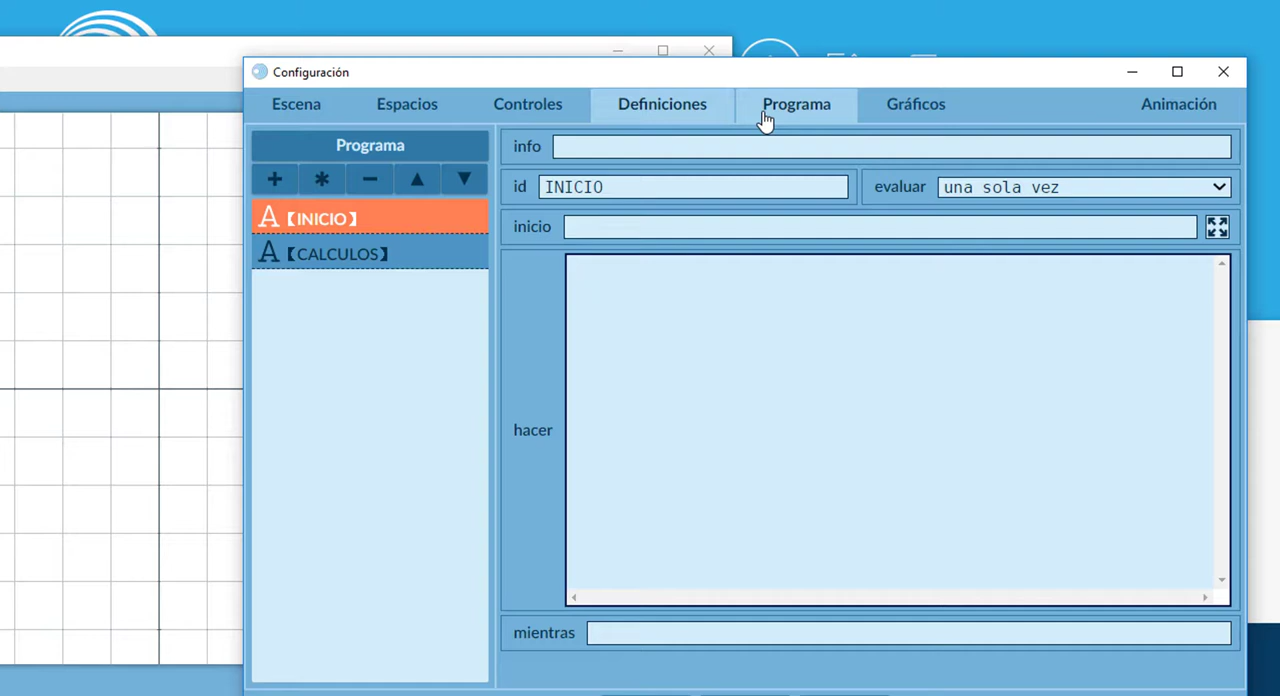 Configuración
Escena Espacios Controles Definiciones Programa Gráficos Animación
Programa
info
id INICIO evaluar una sola vez
A【INICIO】
inicio
A【CALCULOS】
hacer
mientras